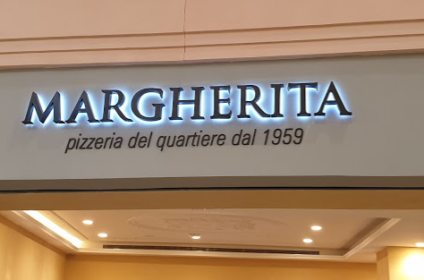 MARGHERITA
pizzeria del quartiere dal 1959